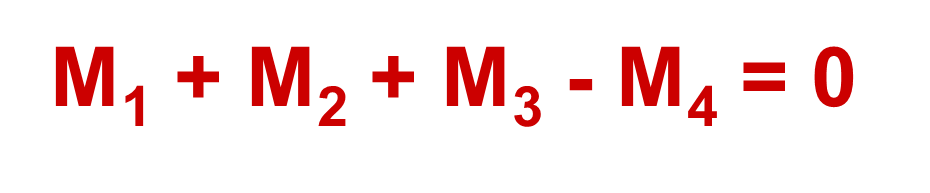 M₁ + M₂ + M₃ - M₄ = 0